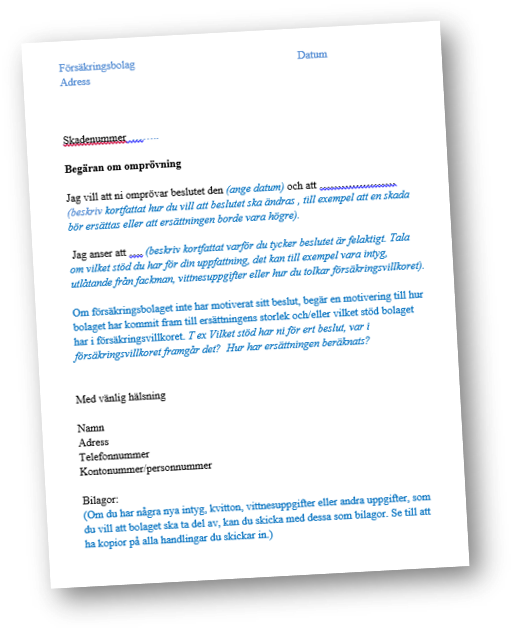 Försäkringsbolag Datum
Adress
Skadenummer ........
Begäran om omprövning
Jag vill att ni omprövar beslutet den (ange datum) och att ......................
(beskriv kortfattat hur du vill att beslutet ska ändras , till exempel att en skada
bör ersättas eller att ersättningen borde vara högre).
Jag anser att .... (beskriv kortfattat varför du tycker beslutet är felaktigt. Tala
om vilket stöd du har för din uppfattning, det kan till exempel vara intyg,
utlåtande från fackman, vittnesuppgifter eller hur du tolkar försäkringsvillkoret).
Om försäkringsbolaget inte har motiverat sitt beslut, begär en motivering till hur
bolaget har kommit fram till ersättningens storlek och/eller vilket stöd bolaget
har i försäkringsvillkoret. T ex Vilket stöd har ni för ert beslut, var i
försäkringsvillkoret framgår det? Hur har ersättningen beräknats?
Med vänlig hälsning
Namn
Adress
Telefonnummer
Kontonummer/personnummer
Bilagor:
(Om du har några nya intyg, kvitton, vittnesuppgifter eller andra uppgifter, som
du vill att bolaget ska ta del av, kan du skicka med dessa som bilagor. Se till att
ha kopior på alla handlingar du skickar in.)